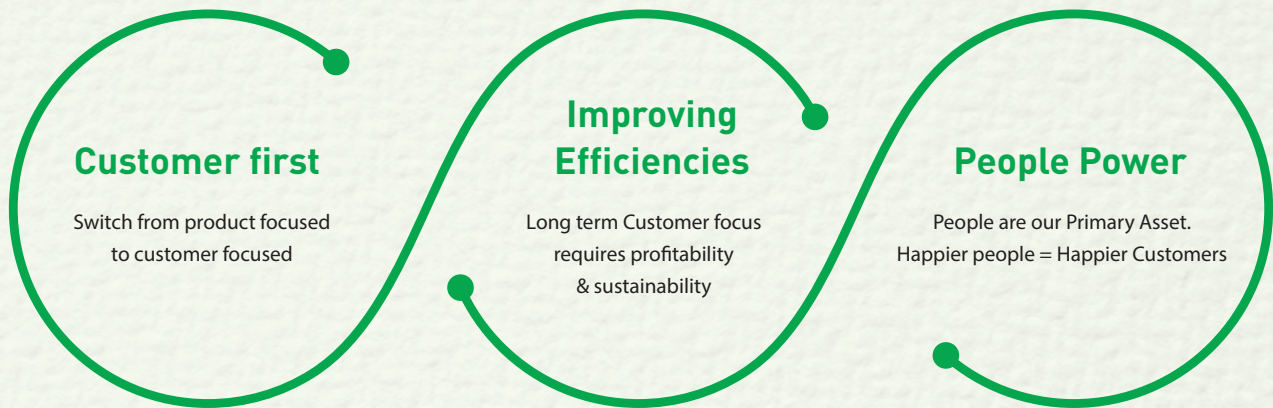 Customer first
Switch from product focused
to customer focused
Improving
Efficiencies
Long term Customer focus
requires profitability
& sustainability
People Power
People are our Primary Asset.
Happier people = Happier Customers